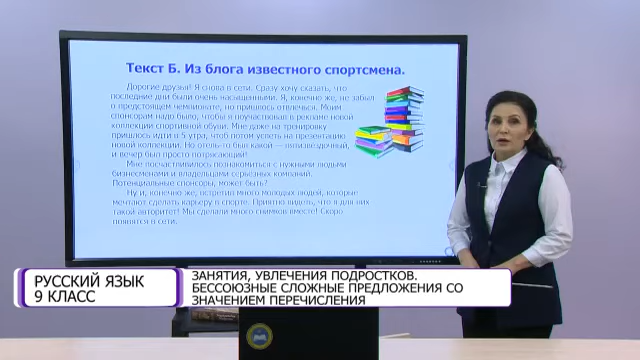 Текст Б. Из блога известного спортсмена.
Дорогие друзья! Я снова в сети. Сразу хочу сказать, что
последние дни были очень насыщенными. Я, конечно же, не забыл
о предстоящем чемпионате, но пришлось отвлечься. Моим
спонсорам надо было, чтобы я поучаствовал в рекламе новой
коллекции спортивной обуви. Мне даже на тренировку
пришлось идти в 5 утра, чтоб потом успеть на презентацию
новой коллекции. Но отель-то был какой — пятизвёздочный,
и вечер был просто потрясающий!
Мне посчастливилось познакомиться с нужными людьми
бизнесменами и владельцами серьезных компаний.
Потенциальные спонсоры, может быть?
Ну и, конечно же, встретил много молодых людей, которые
мечтают сделать карьеру в спорте. Приятно видеть, что я для них
такой авторитет! Мы сделали много снимков вместе! Скоро
появятся в сети.
РУССКИЙ ЯЗЫК
9 КЛАСС
ЗАНЯТИЯ, УВЛЕЧЕНИЯ ПОДРОСТКОВ.
БЕССОЮЗНЫЕ СЛОЖНЫЕ ПРЕДЛОЖЕНИЯ СО
ЗНАЧЕНИЕМ ПЕРЕЧИСЛЕНИЯ